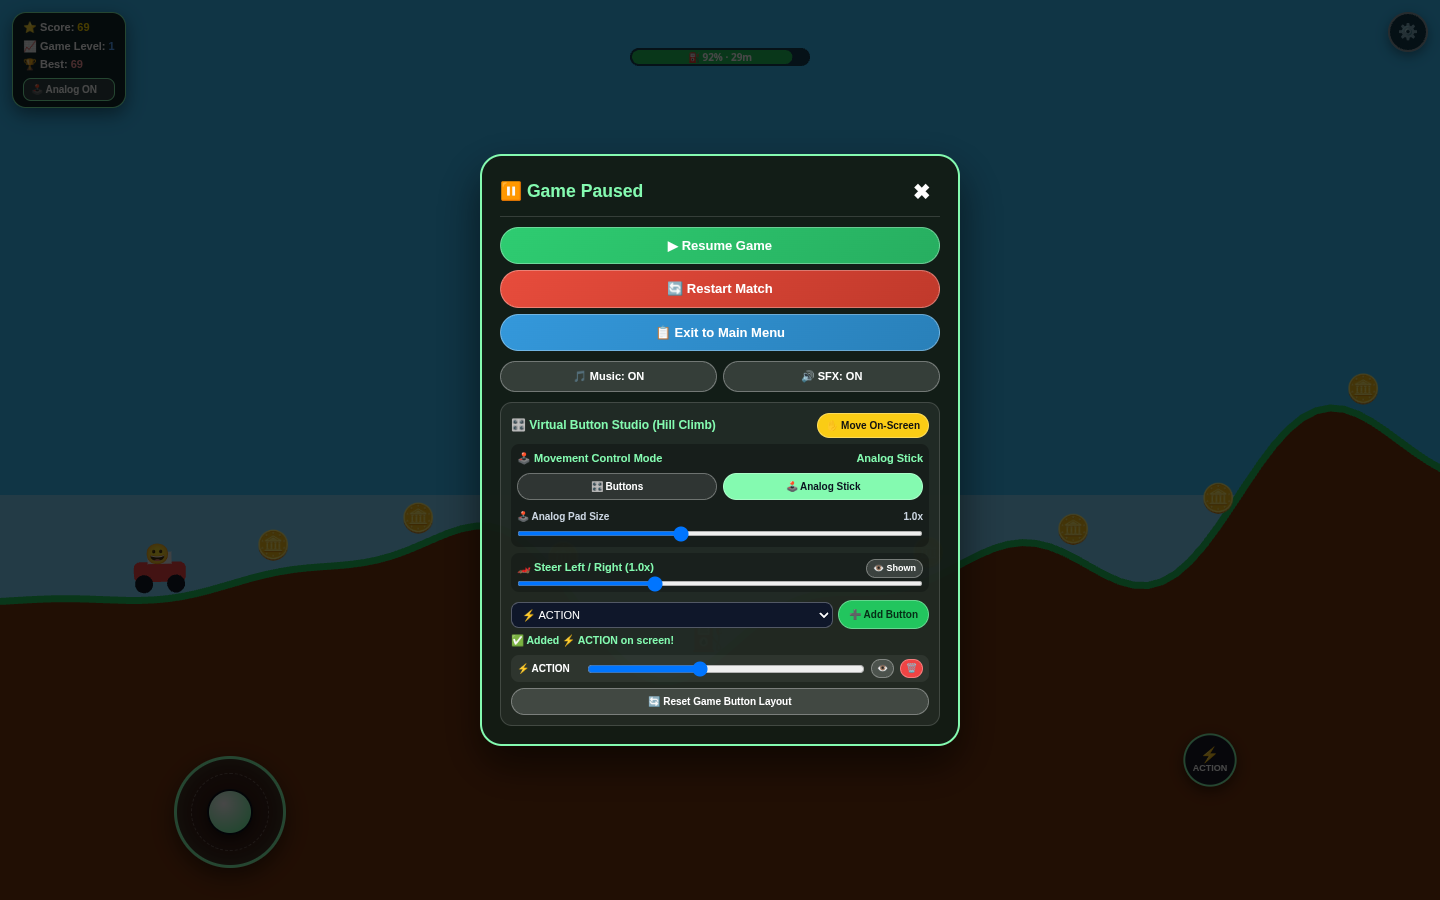 ⭐ Score: 69
📈 Game Level: 1
🏆 Best: 69
🕹️ Analog ON
⛽ 92% · 29m
⏸️ Game Paused
✖
▶ Resume Game
🔄 Restart Match
📋 Exit to Main Menu
🎵 Music: ON
🔊 SFX: ON
🎛️ Virtual Button Studio (Hill Climb)
Move On-Screen
🕹️ Movement Control Mode
Analog Stick
🎛️ Buttons
🕹️ Analog Stick
🕹️ Analog Pad Size
1.0x
🏎️ Steer Left / Right (1.0x)
👁️ Shown
⚡ ACTION
➕ Add Button
✅ Added ⚡ ACTION on screen!
⚡ ACTION
🔄 Reset Game Button Layout
⚡
ACTION